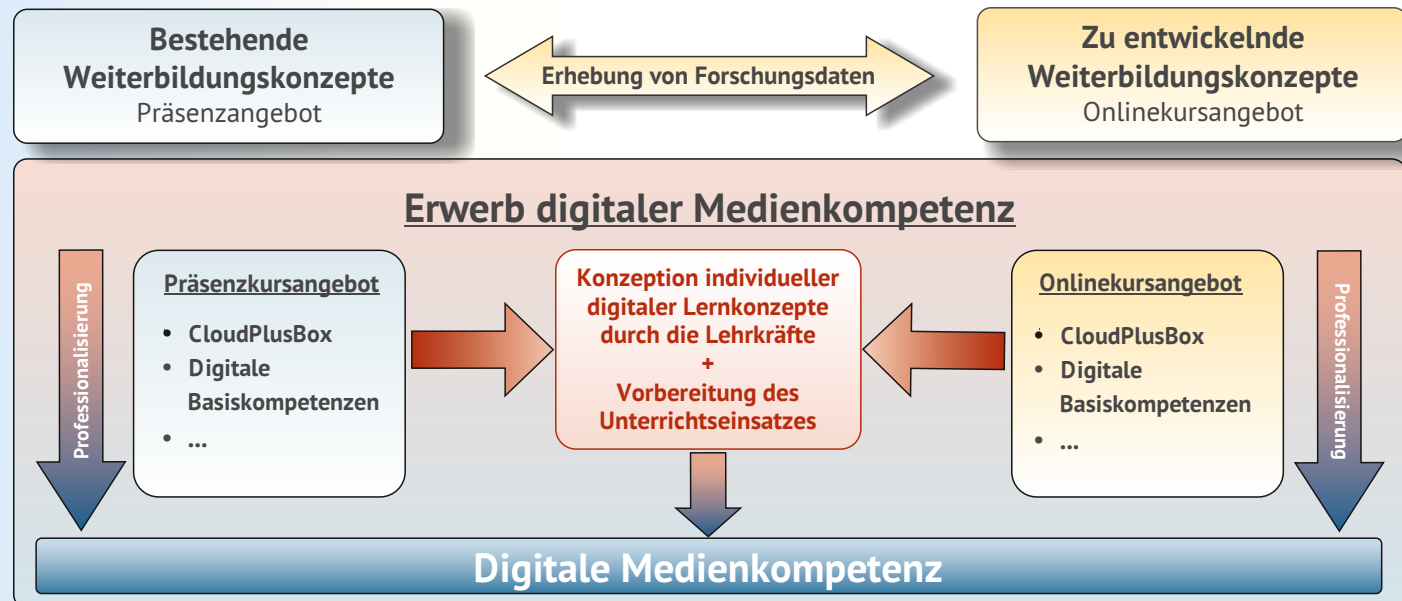 Bestehende
Weiterbildungskonzepte
Präsenzangebot
Erhebung von Forschungsdaten
Zu entwickelnde
Weiterbildungskonzepte
Onlinekursangebot
Erwerb digitaler Medienkompetenz
Professionalisierung
Präsenzkursangebot
• CloudPlusBox
• Digitale
Basiskompetenzen
• ...
Konzeption individueller
digitaler Lernkonzepte
durch die Lehrkräfte
+
Vorbereitung des
Unterrichtseinsatzes
Onlinekursangebot
• CloudPlusBox
• Digitale
Basiskompetenzen
• ...
Professionalisierung
Digitale Medienkompetenz